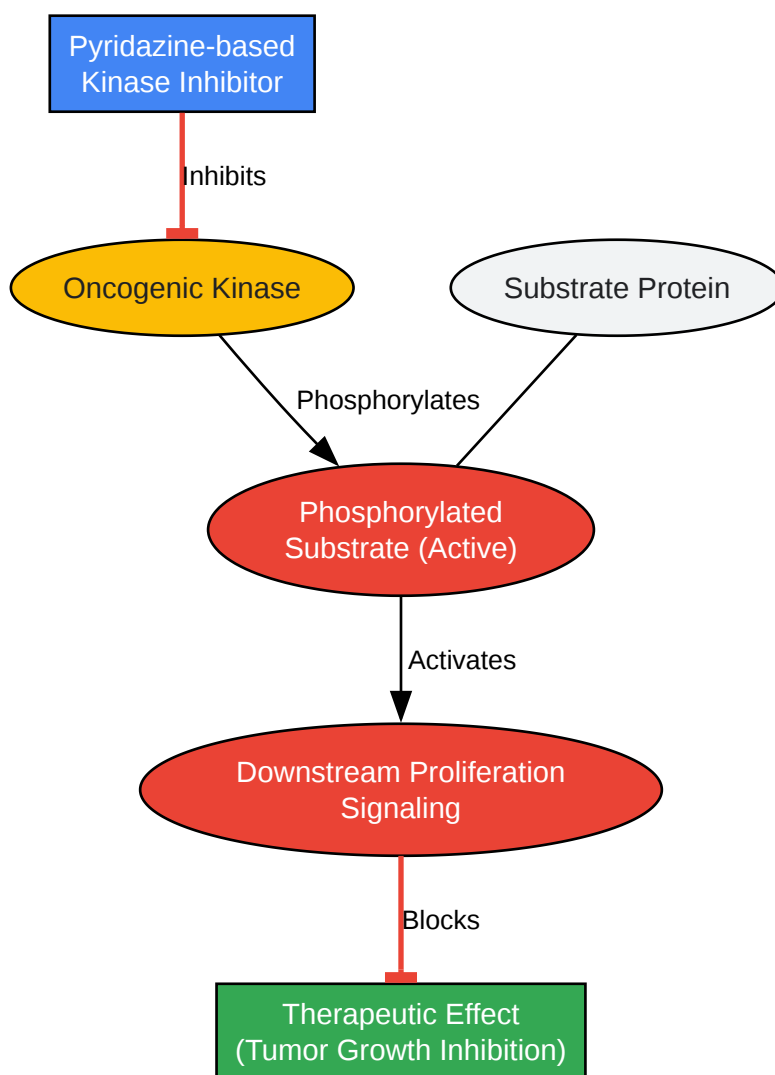 Pyridazine-based
Kinase Inhibitor
Inhibits
Oncogenic Kinase
Substrate Protein
Phosphorylates
Phosphorylated
Substrate (Active)
Activates
Downstream Proliferation
Signaling
Blocks
Therapeutic Effect
(Tumor Growth Inhibition)